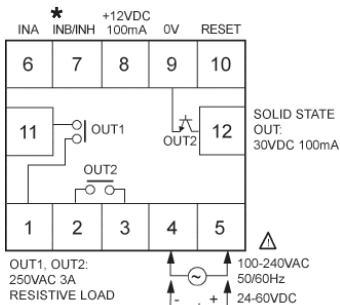 INA
*
INB/INH
+12VDC
100mA
0V
RESET
6 7 8 9 10
11
OUT1
OUT2
12
SOLID STATE
OUT:
30VDC 100mA
OUT2
1 2 3 4 5
OUT1, OUT2:
250VAC 3A
RESISTIVE LOAD
100-240VAC
50/60Hz
- +
24-60VDC